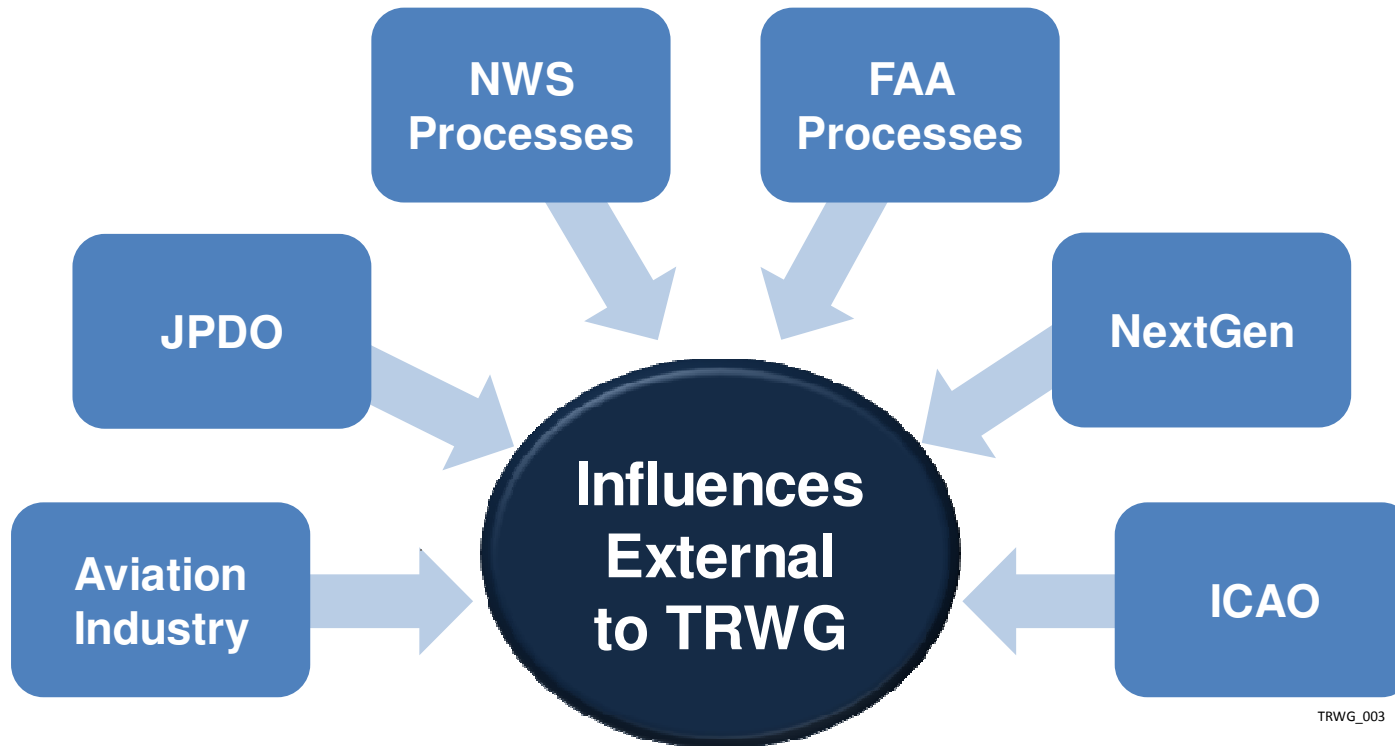 NWS
Processes
FAA
Processes
JPDO
NextGen
Influences
External
to TRWG
Aviation
Industry
ICAO
TRWG_003